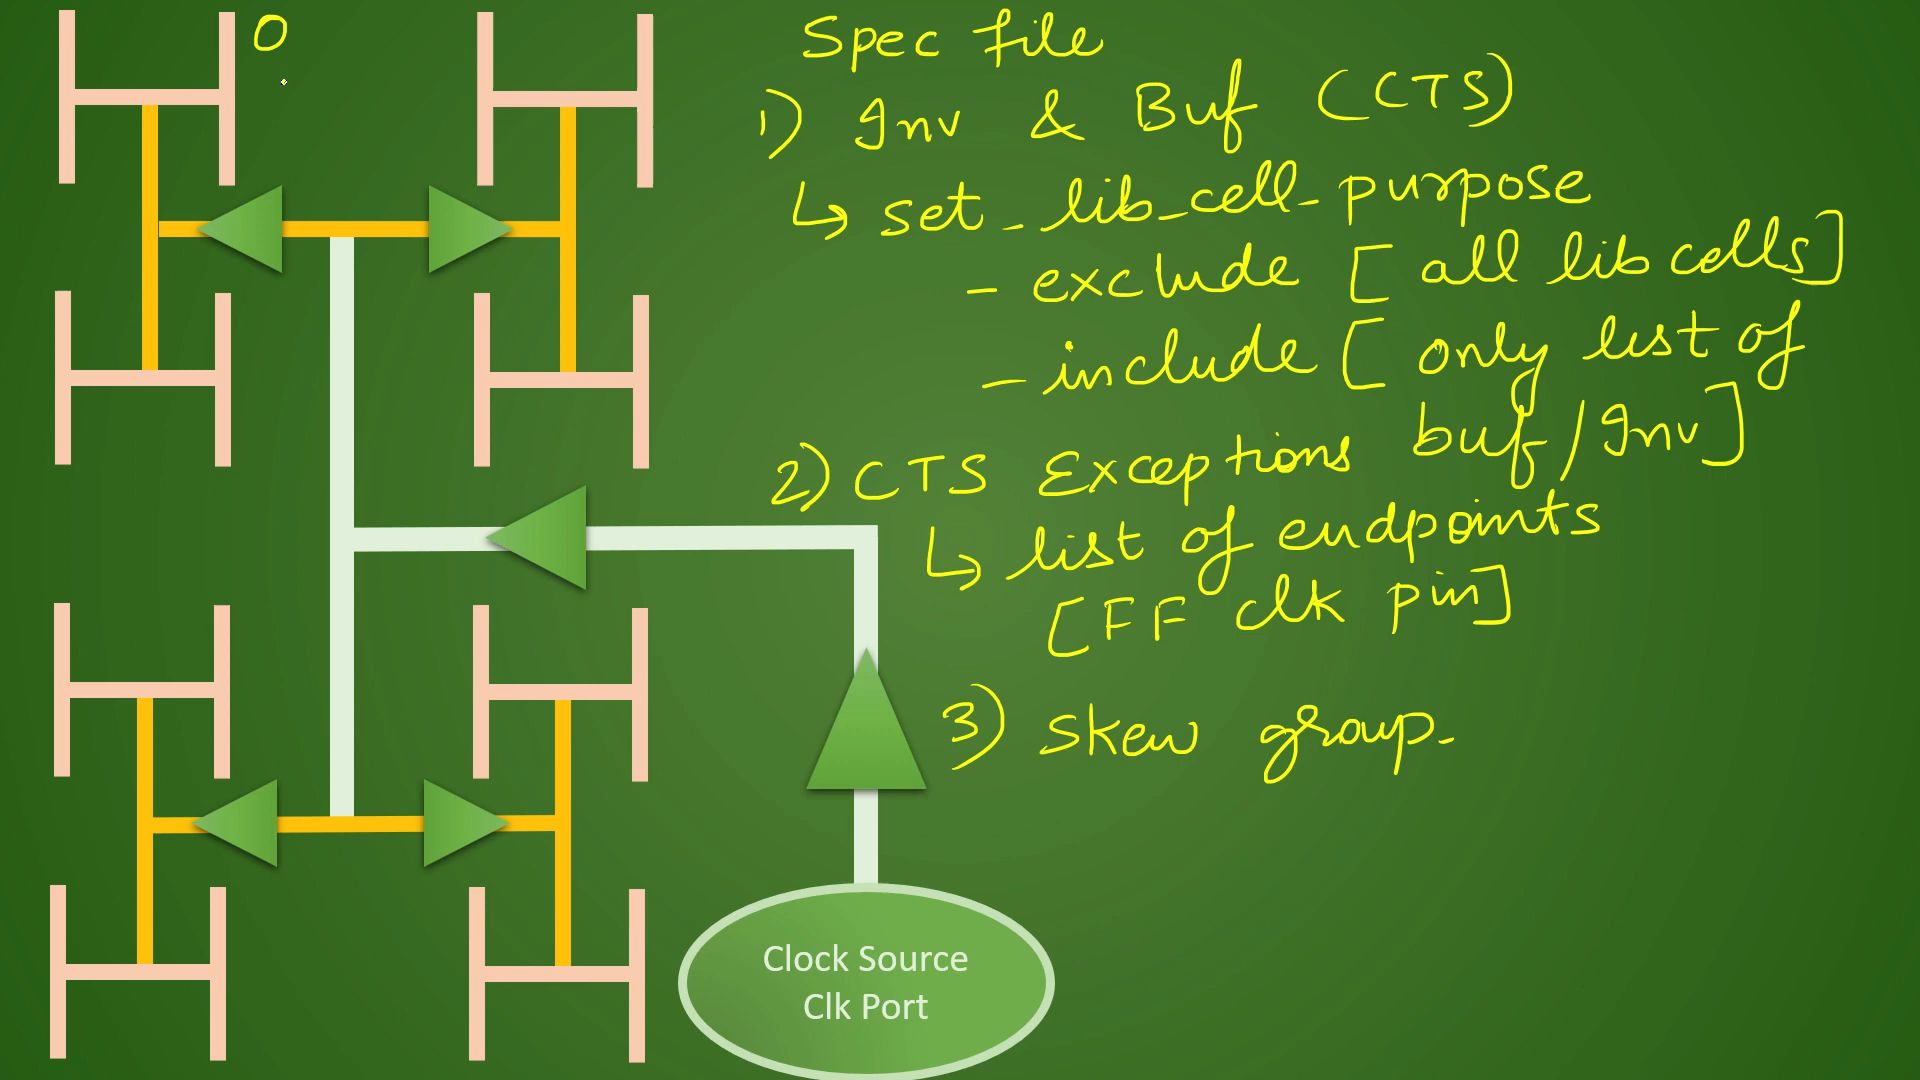 Spec file
1) Inv & Buf (CTS)
↳ set_lib_cell_purpose
- exclude [ all lib cells]
- include [ only list of
buf/Inv]
2) CTS Exceptions
↳ list of endpoints
[FF clk pin]
3) Skew group-
O
Clock Source
Clk Port